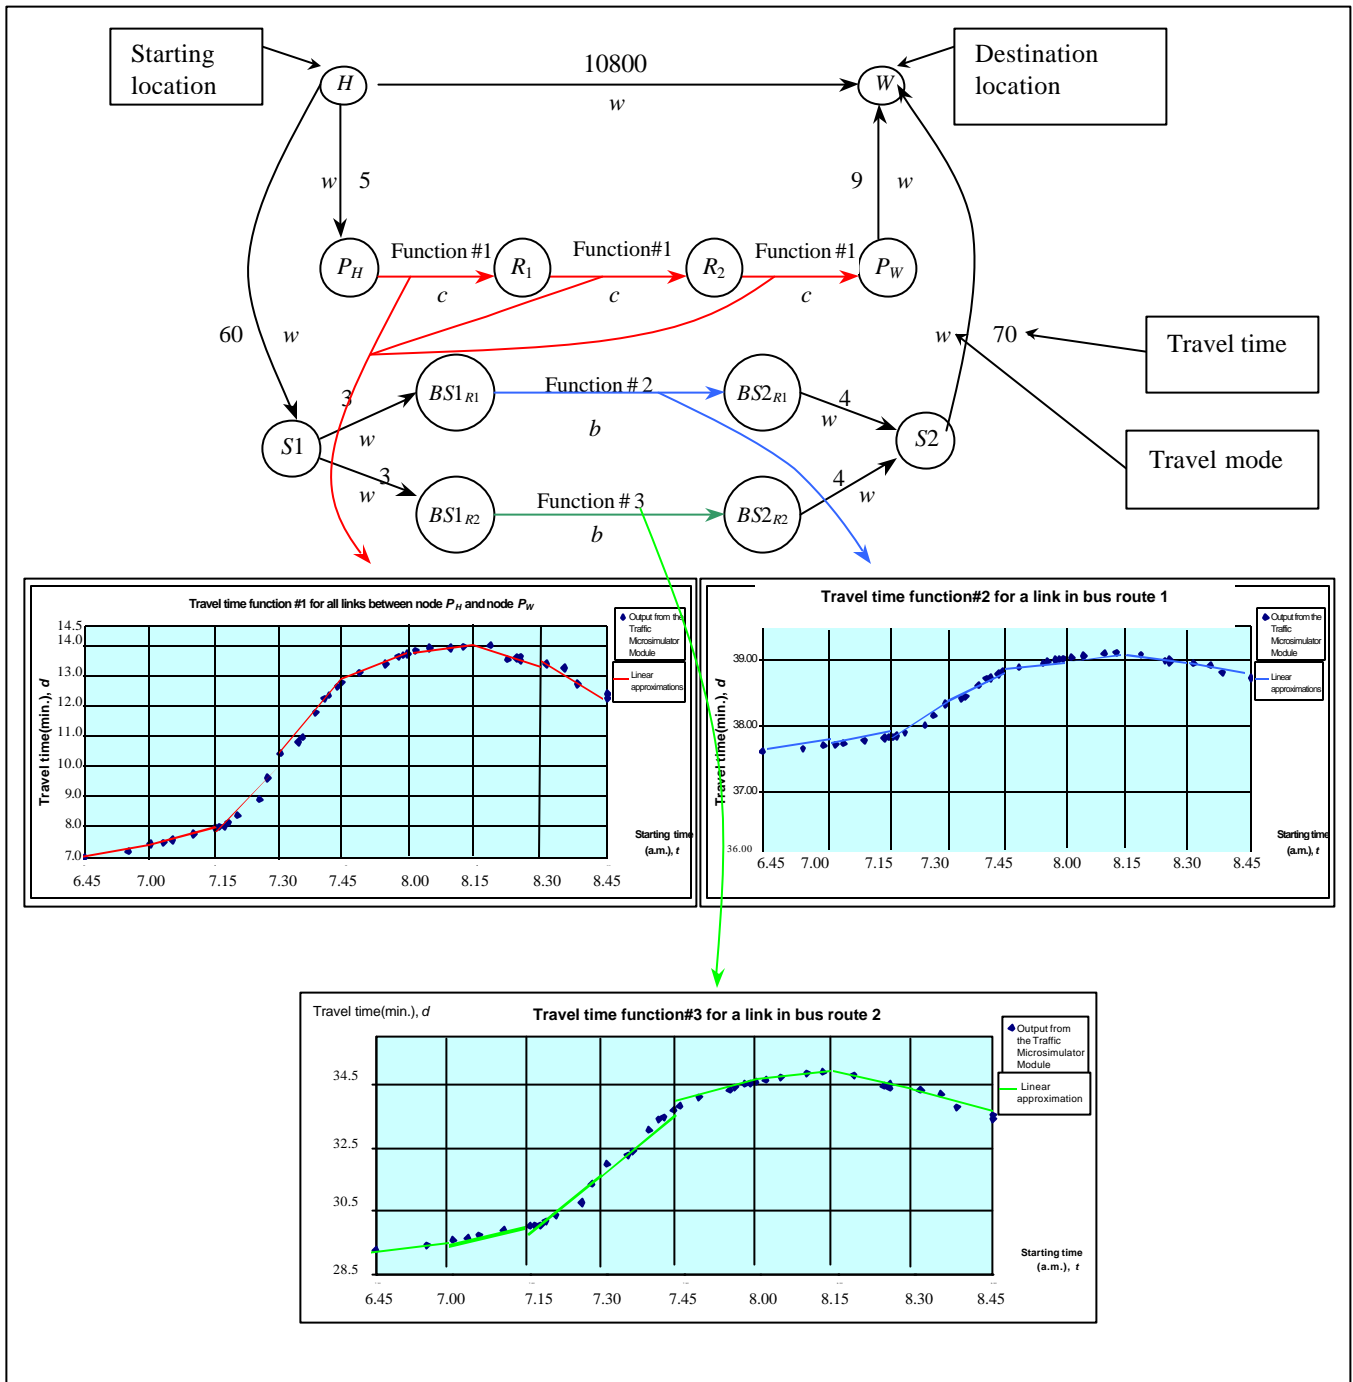 Starting
location
H
10800
w
W
Destination
location
w 5
9 w
P H
Function #1
c
R1
Function#1
c
R2
Function #1
c
P W
60
w
w
70
Travel time
Travel mode
S1
3
w
3
w
BS1 R1
Function # 2
b
BS2 R1
4
w
S2
BS1 R2
Function # 3
b
BS2 R2
4
w
Travel time function #1 for all links between node P H and node P W
Output from the
Traffic
Microsimulator
Module
Linear
approximations
Travel time(min.), d
14.5
14.0
13.0
12.0
11.0
10.0
9.0
8.0
7.0
6.45 7.00 7.15 7.30 7.45 8.00 8.15 8.30 8.45
Starting time
(a.m.), t
Travel time function#2 for a link in bus route 1
Output from the
Traffic
Microsimulator
Module
Linear
approximations
Travel time(min.), d
39.00
38.00
37.00
36.00
6.45 7.00 7.15 7.30 7.45 8.00 8.15 8.30 8.45
Starting time
(a.m.), t
Travel time(min.), d
Travel time function#3 for a link in bus route 2
Output from
the Traffic
Microsimulator
Module
Linear
approximation
34.5
32.5
30.5
28.5
6.45 7.00 7.15 7.30 7.45 8.00 8.15 8.30 8.45
Starting time
(a.m.), t